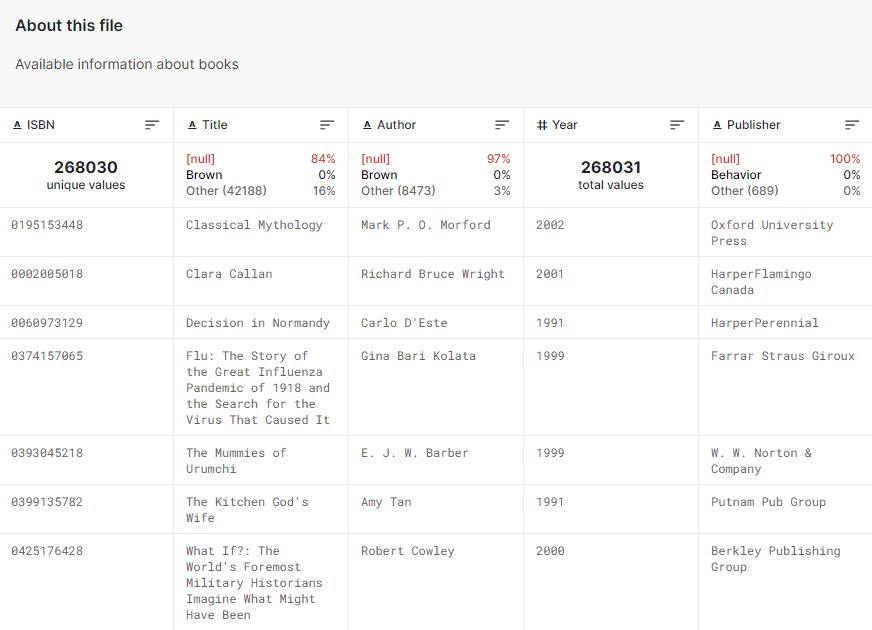 About this file
Available information about books
ISBN Title Author Year Publisher
268030
unique values
[null] 84%
Brown 0%
Other (42188) 16%
[null] 97%
Brown 0%
Other (8473) 3%
268031
total values
[null] 100%
Behavior 0%
Other (689) 0%
0195153448
Classical Mythology
Mark P. O. Morford
2002
Oxford University
Press
0002005018
Clara Callan
Richard Bruce Wright
2001
HarperFlamingo
Canada
0060973129
Decision in Normandy
Carlo D'Este
1991
HarperPerennial
0374157065
Flu: The Story of
the Great Influenza
Pandemic of 1918 and
the Search for the
Virus That Caused It
Gina Bari Kolata
1999
Farrar Straus Giroux
0393045218
The Mummies of
Urumchi
E. J. W. Barber
1999
W. W. Norton &
Company
0399135782
The Kitchen God's
Wife
Amy Tan
1991
Putnam Pub Group
0425176428
What If?: The
World's Foremost
Military Historians
Imagine What Might
Have Been
Robert Cowley
2000
Berkley Publishing
Group